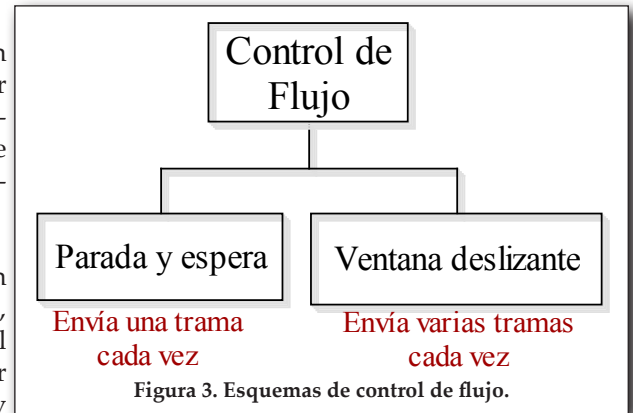 Control de
Flujo
Parada y espera
Ventana deslizante
Envía una trama
cada vez
Envía varias tramas
cada vez
Figura 3. Esquemas de control de flujo.